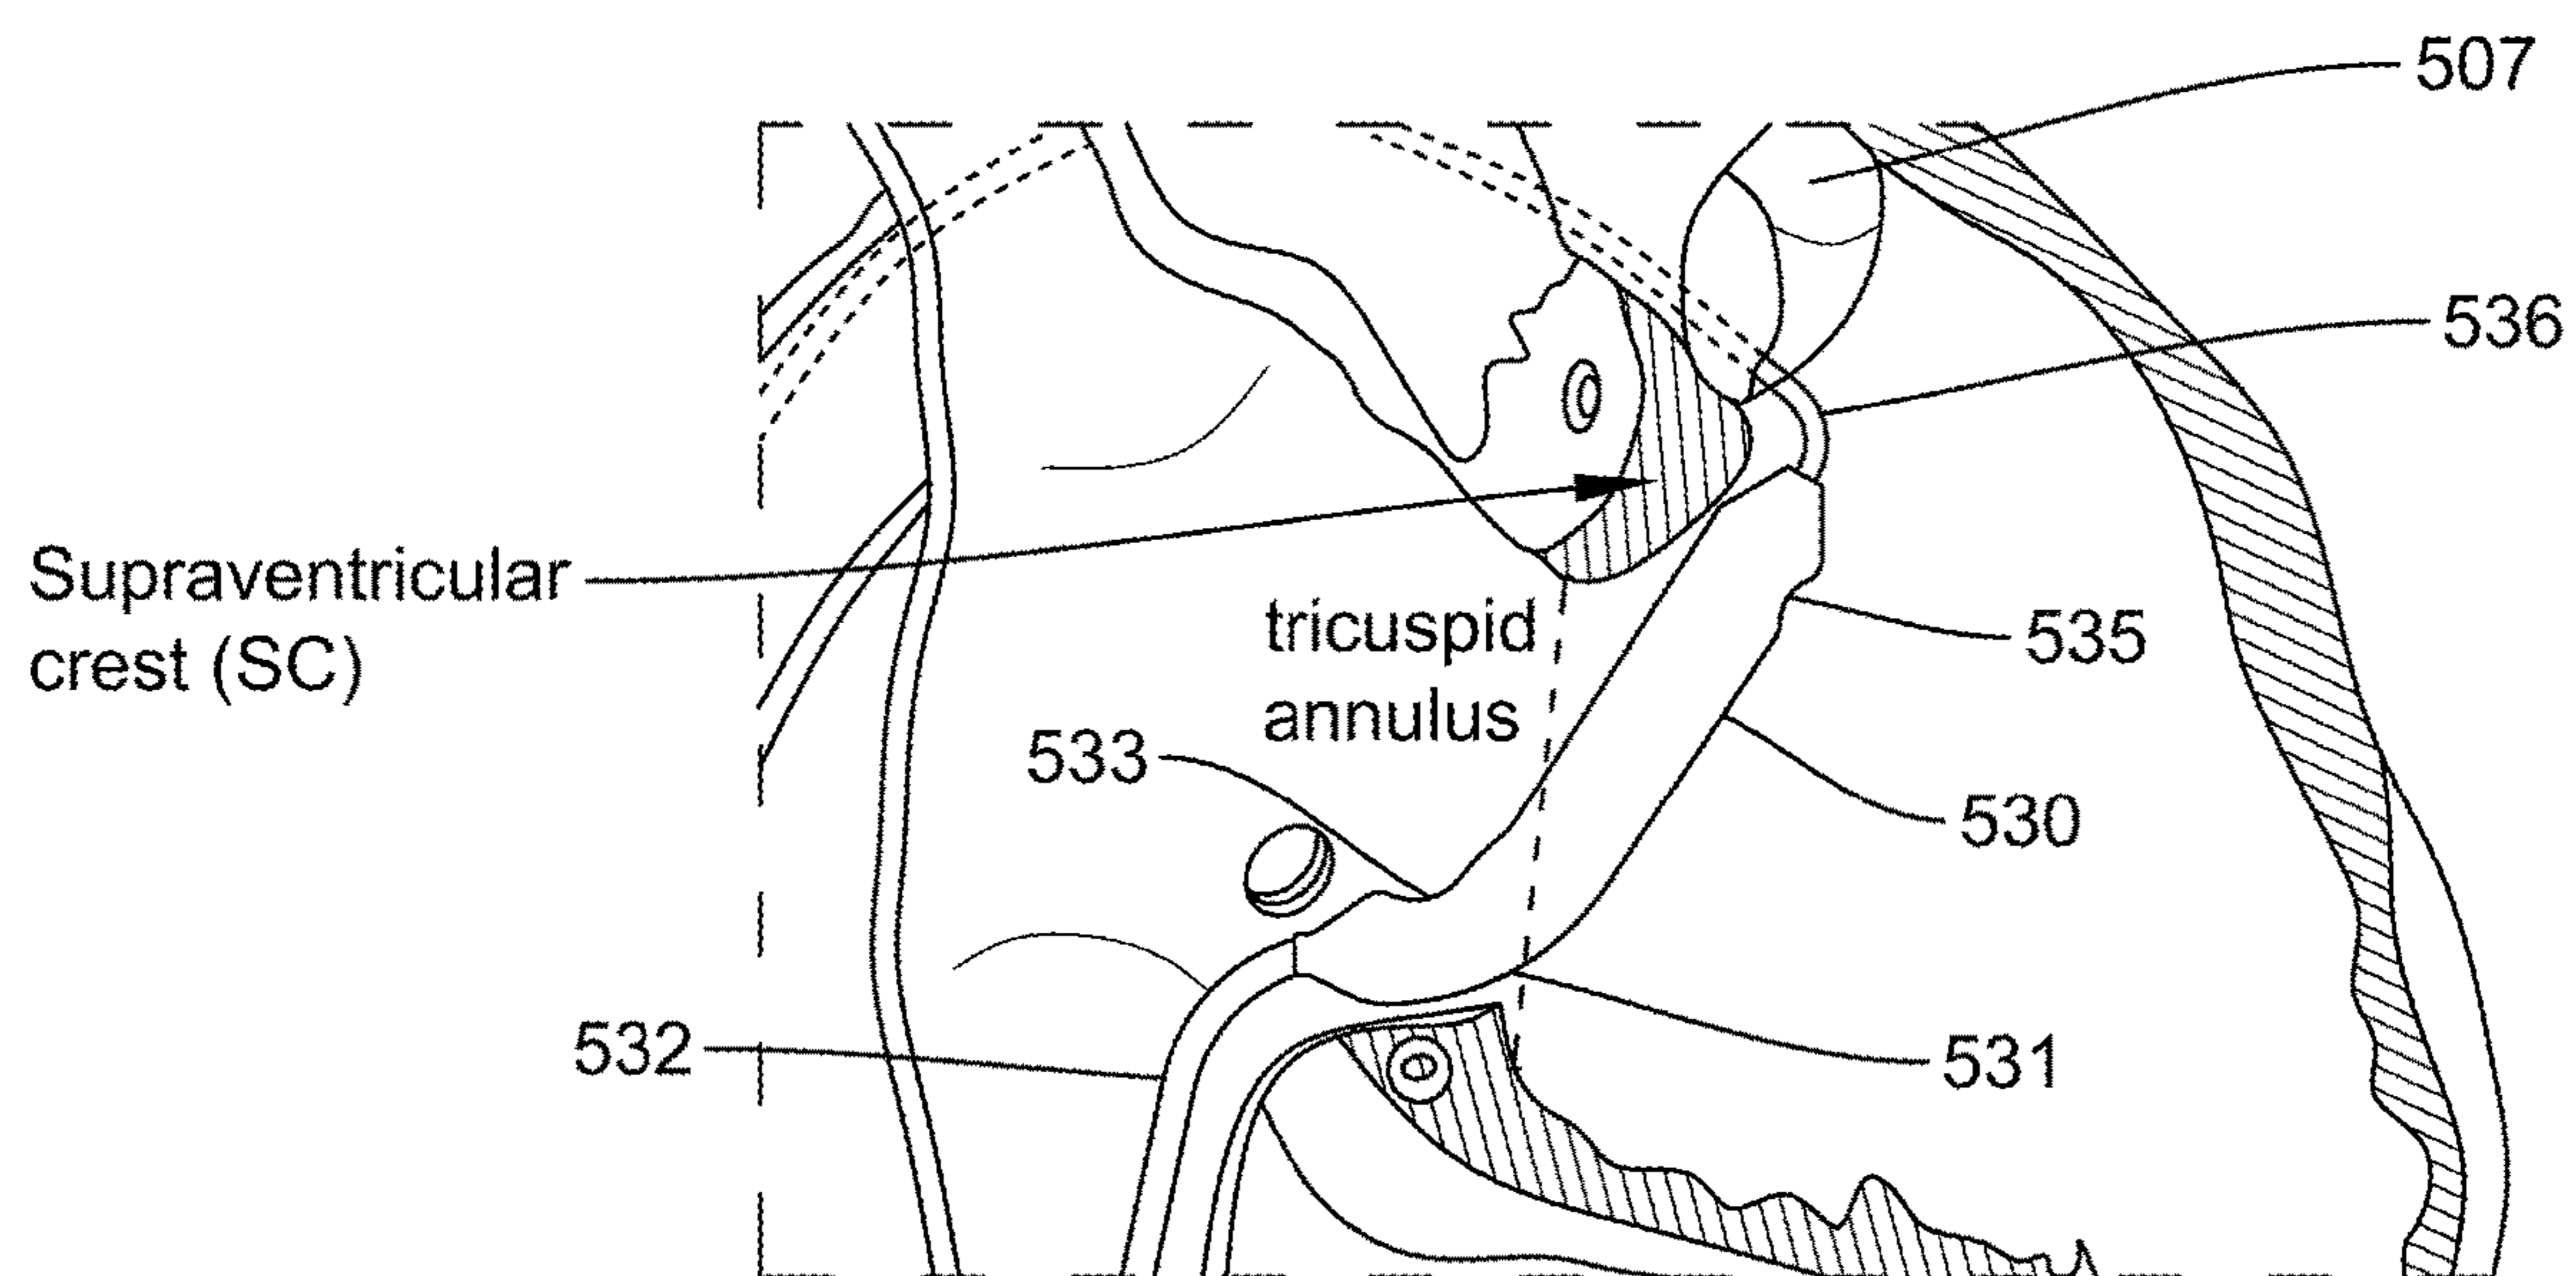 507
536
Supraventricular
crest (SC)
tricuspid
annulus
535
533
530
532
531